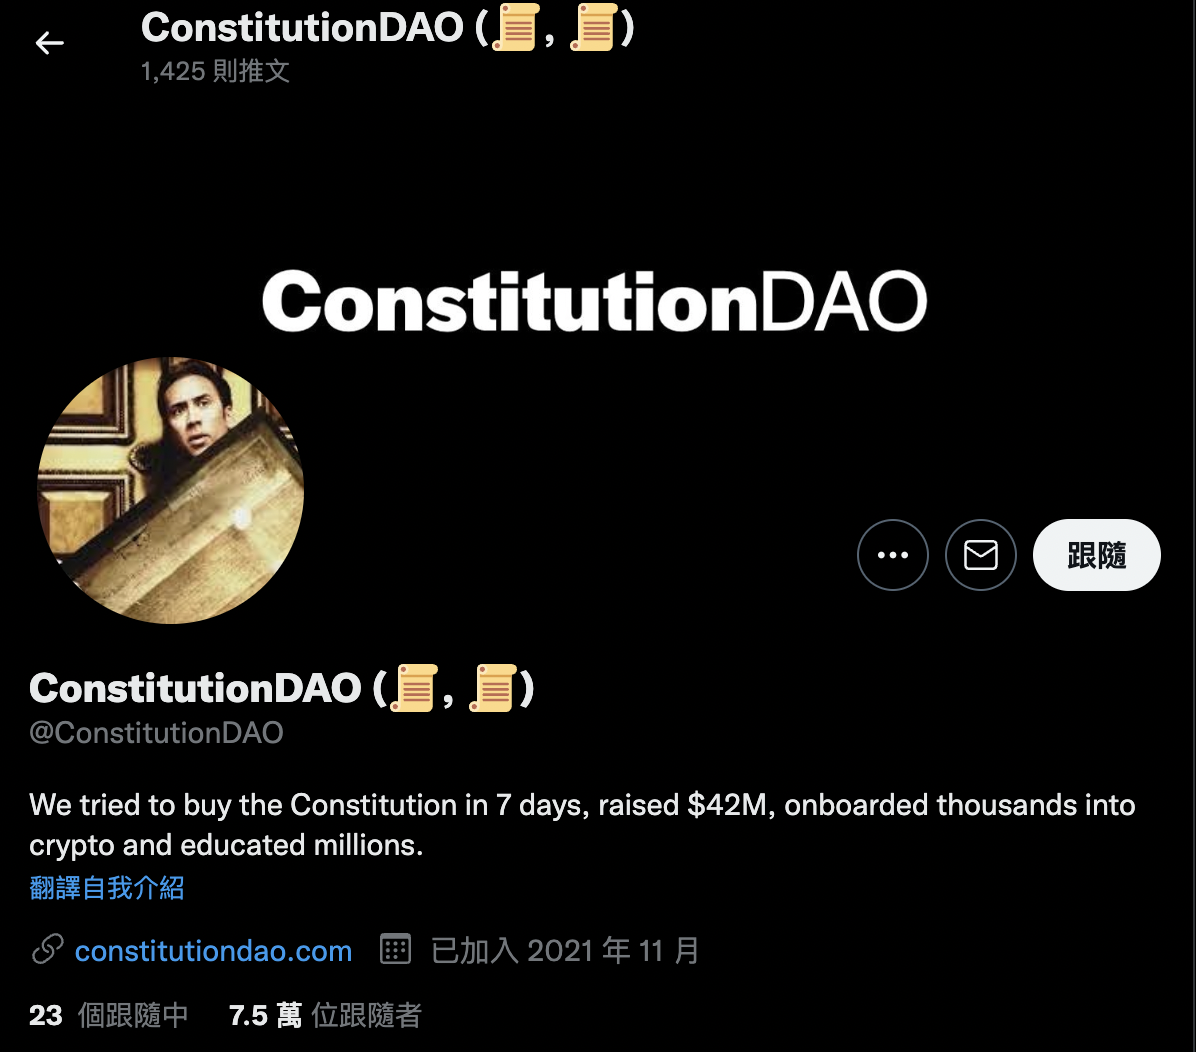 ConstitutionDAO (📜, 📜)
1,425 則推文
ConstitutionDAO
跟隨
ConstitutionDAO (📜, 📜)
@ConstitutionDAO
We tried to buy the Constitution in 7 days, raised $42M, onboarded thousands into
crypto and educated millions.
翻譯自我介紹
constitutiondao.com 已加入 2021 年 11 月
23 個跟隨中 7.5 萬 位跟隨者